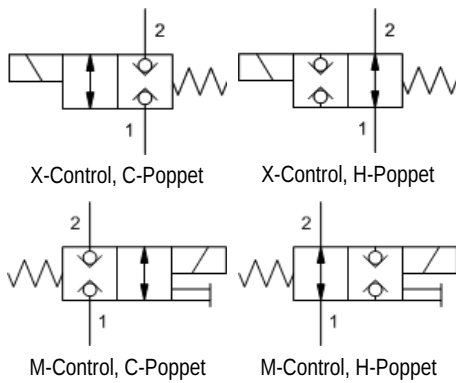 2
2
1
1
X-Control, C-Poppet
X-Control, H-Poppet
2
2
1
1
M-Control, C-Poppet
M-Control, H-Poppet